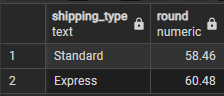 shipping_type round
text numeric
1 Standard 58.46
2 Express 60.48